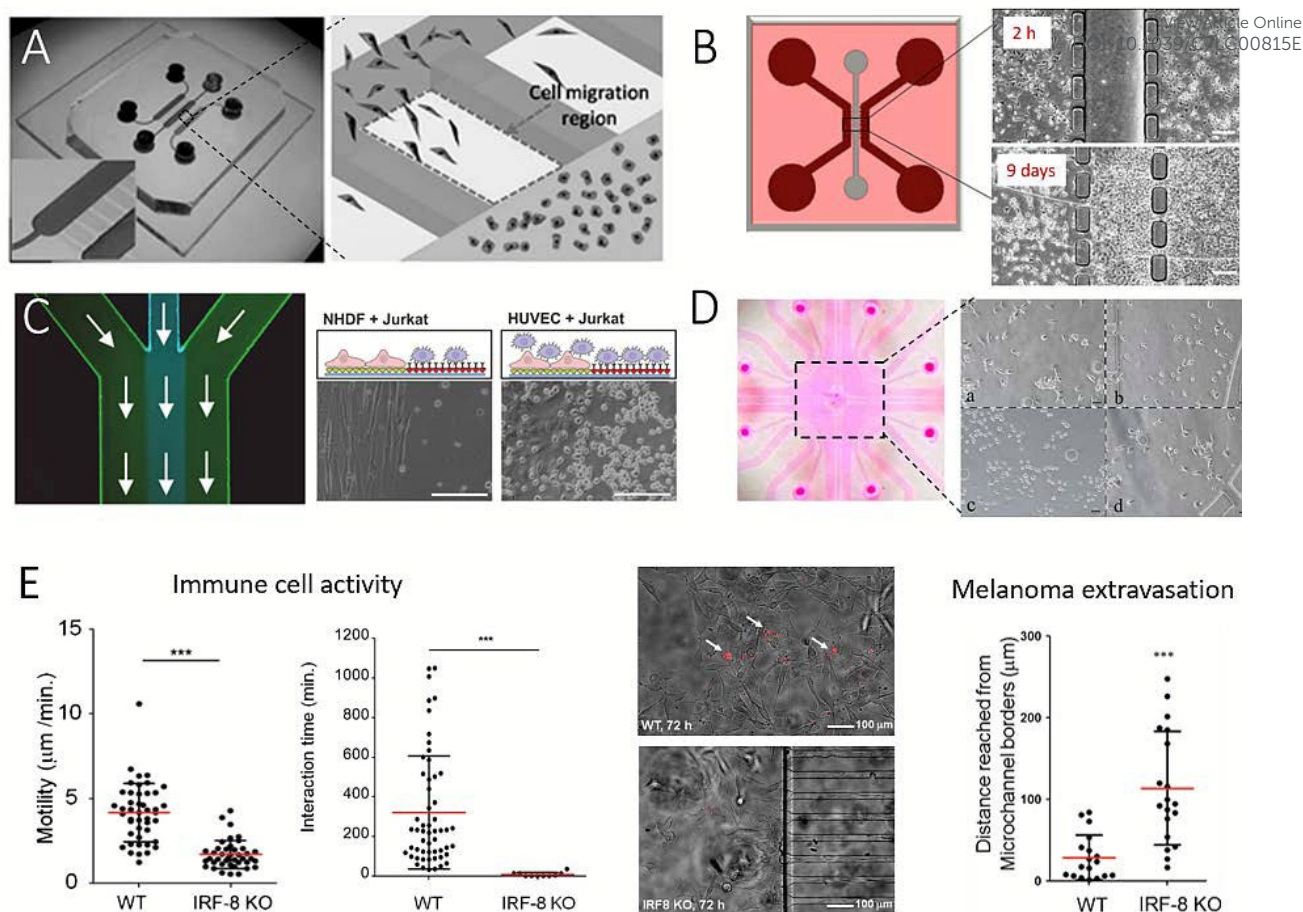 View Article Online
A
Cell migration
region
B
2 h
9 days
C
NHDF + Jurkat
HUVEC + Jurkat
D
a
b
c
d
E
Immune cell activity
Melanoma extravasation
15
10
5
0
Motility (µm /min.)
***
WT
IRF-8 KO
1200
1000
800
600
400
200
0
Interaction time (min.)
***
WT
IRF-8 KO
WT, 72 h
100 µm
IRF8 KO, 72 h
100 µm
300
200
100
0
Distance reached from
Microchannel borders (µm)
***
WT
IRF-8 KO